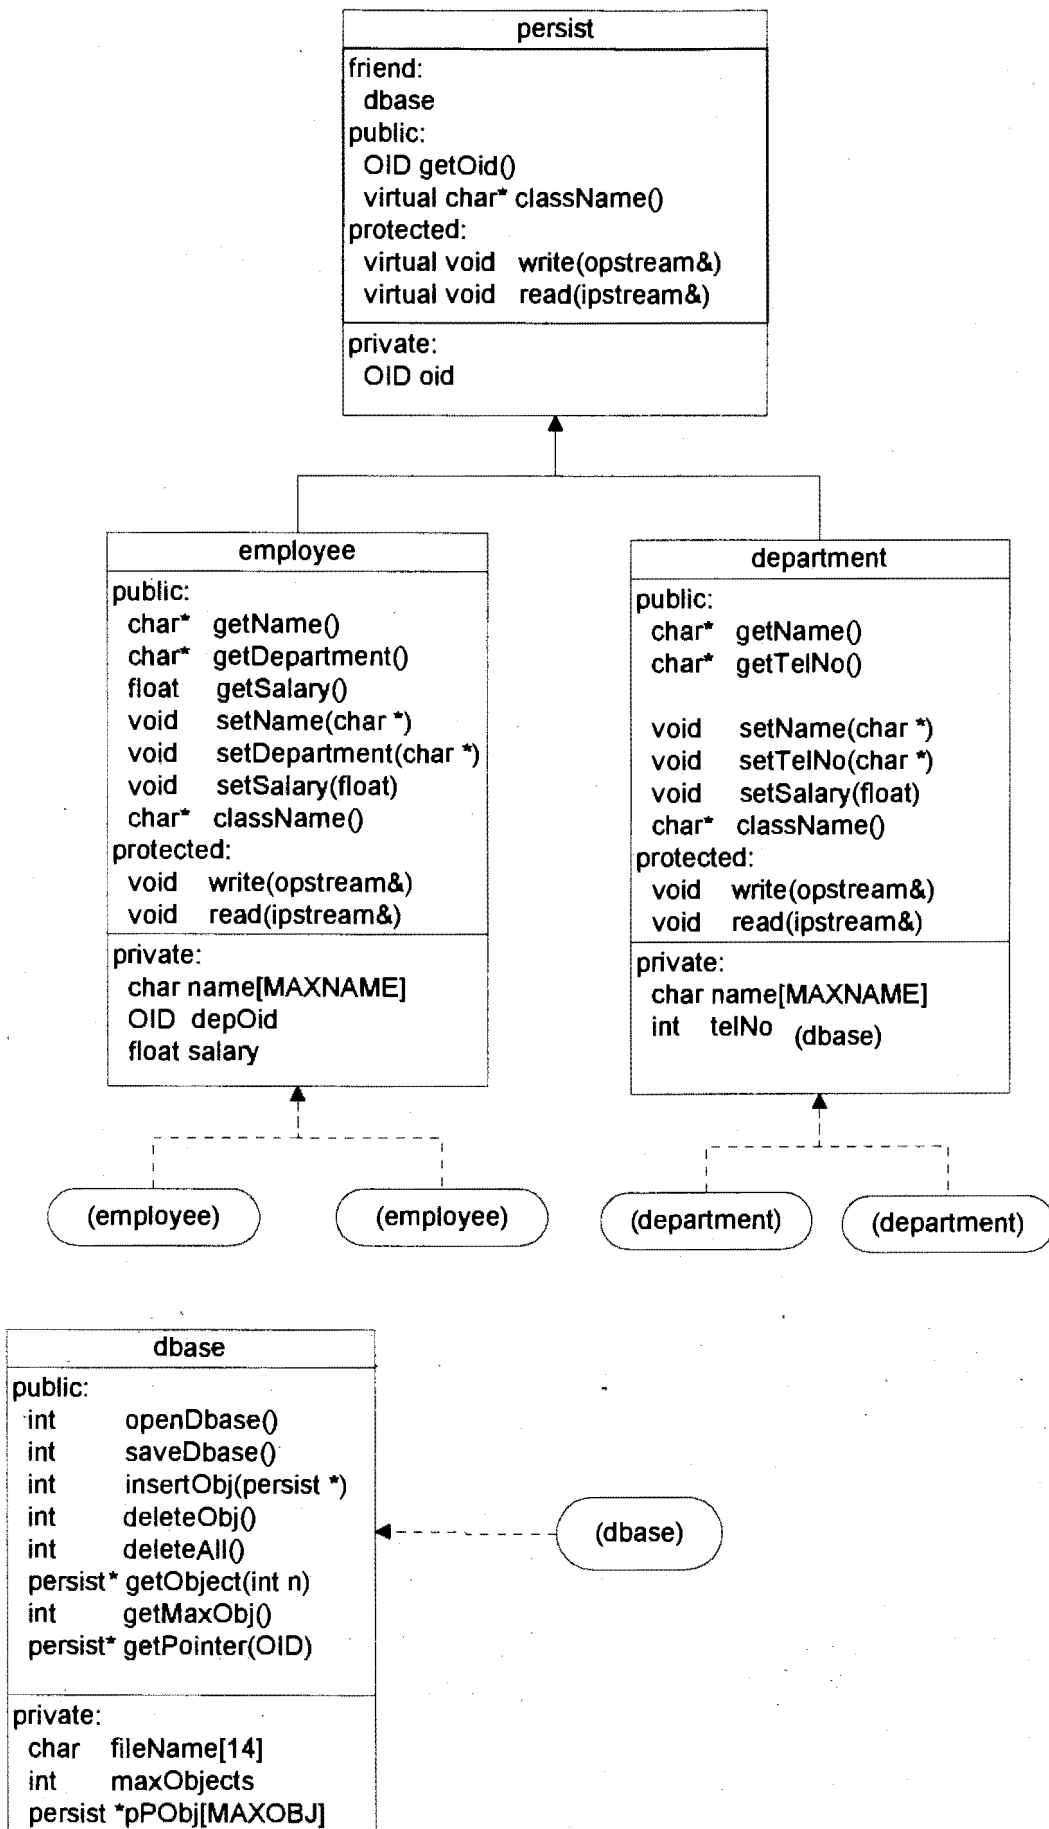 persist
friend:
dbase
public:
OID getOid()
virtual char* className()
protected:
virtual void write(opstream&)
virtual void read(ipstream&)
private:
OID oid
employee
public:
char* getName()
char* getDepartment()
float getSalary()
void setName(char *)
void setDepartment(char *)
void setSalary(float)
char* className()
protected:
void write(opstream&)
void read(ipstream&)
private:
char name[MAXNAME]
OID depOid
float salary
department
public:
char* getName()
char* getTelNo()
void setName(char *)
void setTelNo(char *)
void setSalary(float)
char* className()
protected:
void write(opstream&)
void read(ipstream&)
private:
char name[MAXNAME]
int telNo (dbase)
(employee)
(employee)
(department)
(department)
dbase
public:
int openDbase()
int saveDbase()
int insertObj(persist *)
int deleteObj()
int deleteAll()
persist* getObject(int n)
int getMaxObj()
persist* getPointer(OID)
private:
char fileName[14]
int maxObjects
persist *pPObj[MAXOBJ]
(dbase)